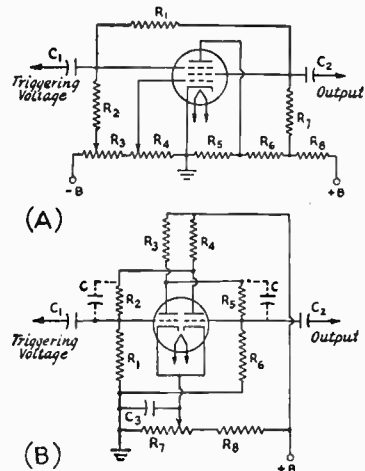 R1
C1
C2
Triggering Voltage
Output
R2
R7
R3 R4 R5 R6 R8
-B
+B
(A)
R3 R4
C C
C1 R2 R5 C2
Triggering Voltage
Output
R1 R6
C3
R7 R8
+B
(B)